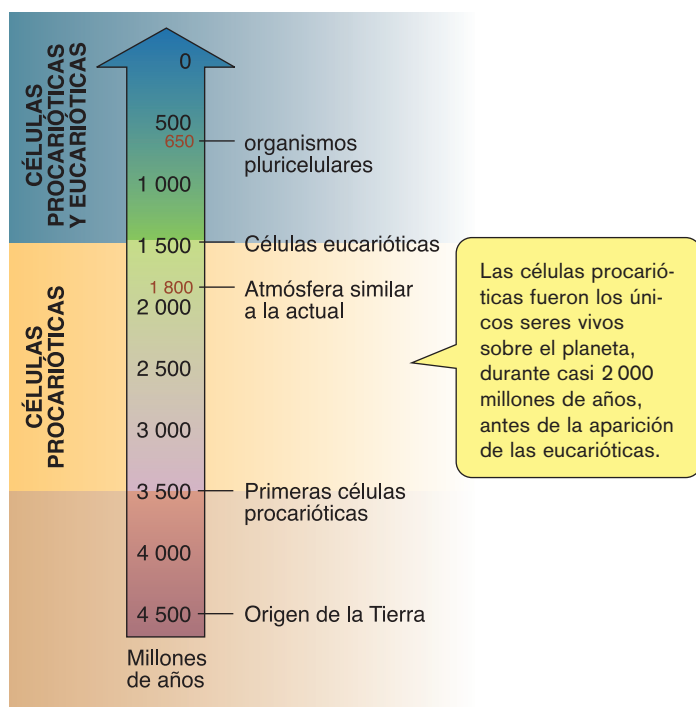 CÉLULAS
PROCARIÓTICAS
Y EUCARIÓTICAS
0
500
650
organismos
pluricelulares
1 000
1 500
Células eucarióticas
CÉLULAS
PROCARIÓTICAS
1 800
Atmósfera similar
a la actual
2 000
2 500
3 000
3 500
Primeras células
procarióticas
4 000
4 500
Origen de la Tierra
Millones
de años
Las células procarió-
ticas fueron los úni-
cos seres vivos
sobre el planeta,
durante casi 2 000
millones de años,
antes de la aparición
de las eucarióticas.